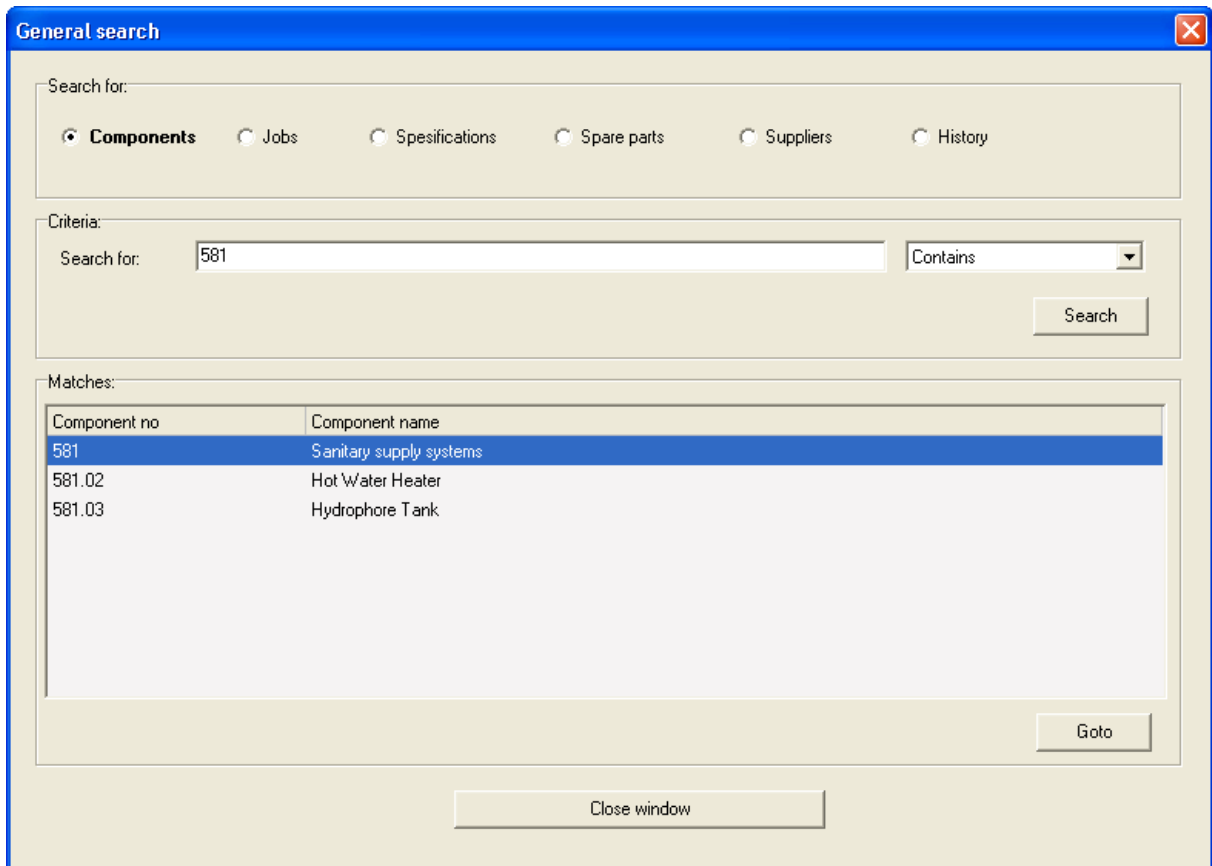 General search
Search for:
Components Jobs Spesifications Spare parts Suppliers History
Criteria:
Search for: 581 Contains
Search
Matches:
Component no Component name
581 Sanitary supply systems
581.02 Hot Water Heater
581.03 Hydrophore Tank
Goto
Close window